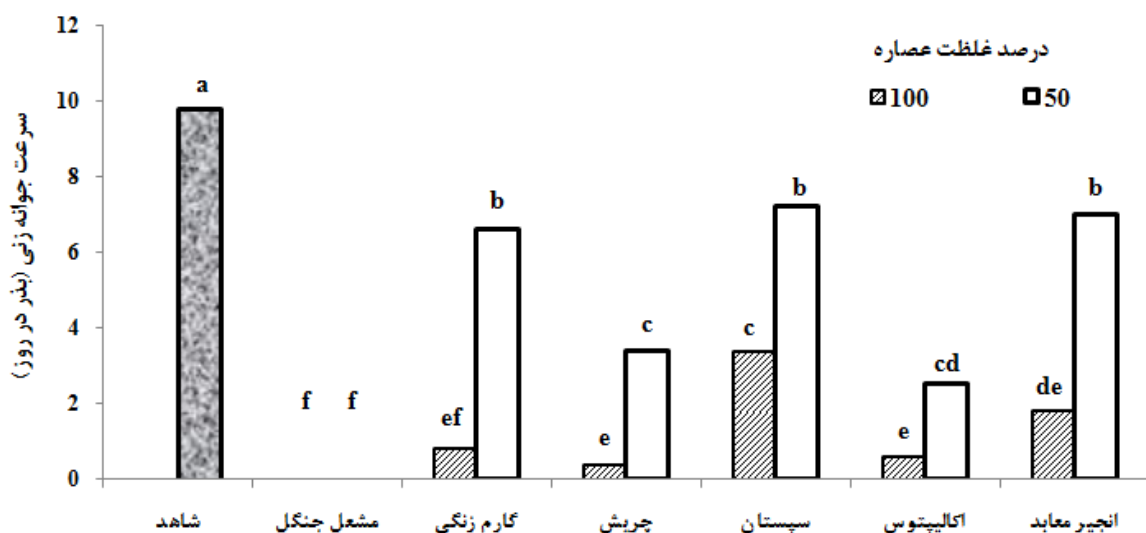 درصد غلظت عصاره
100 50
سرعت جوانه زنی (بذر در روز)
12
10
8
6
4
2
0
a
f f
ef b
e c
c b
e cd
de b
شاهد مشعل جنگل گارم زنگی چریش سپستان اکالیپتوس انجیر معابد